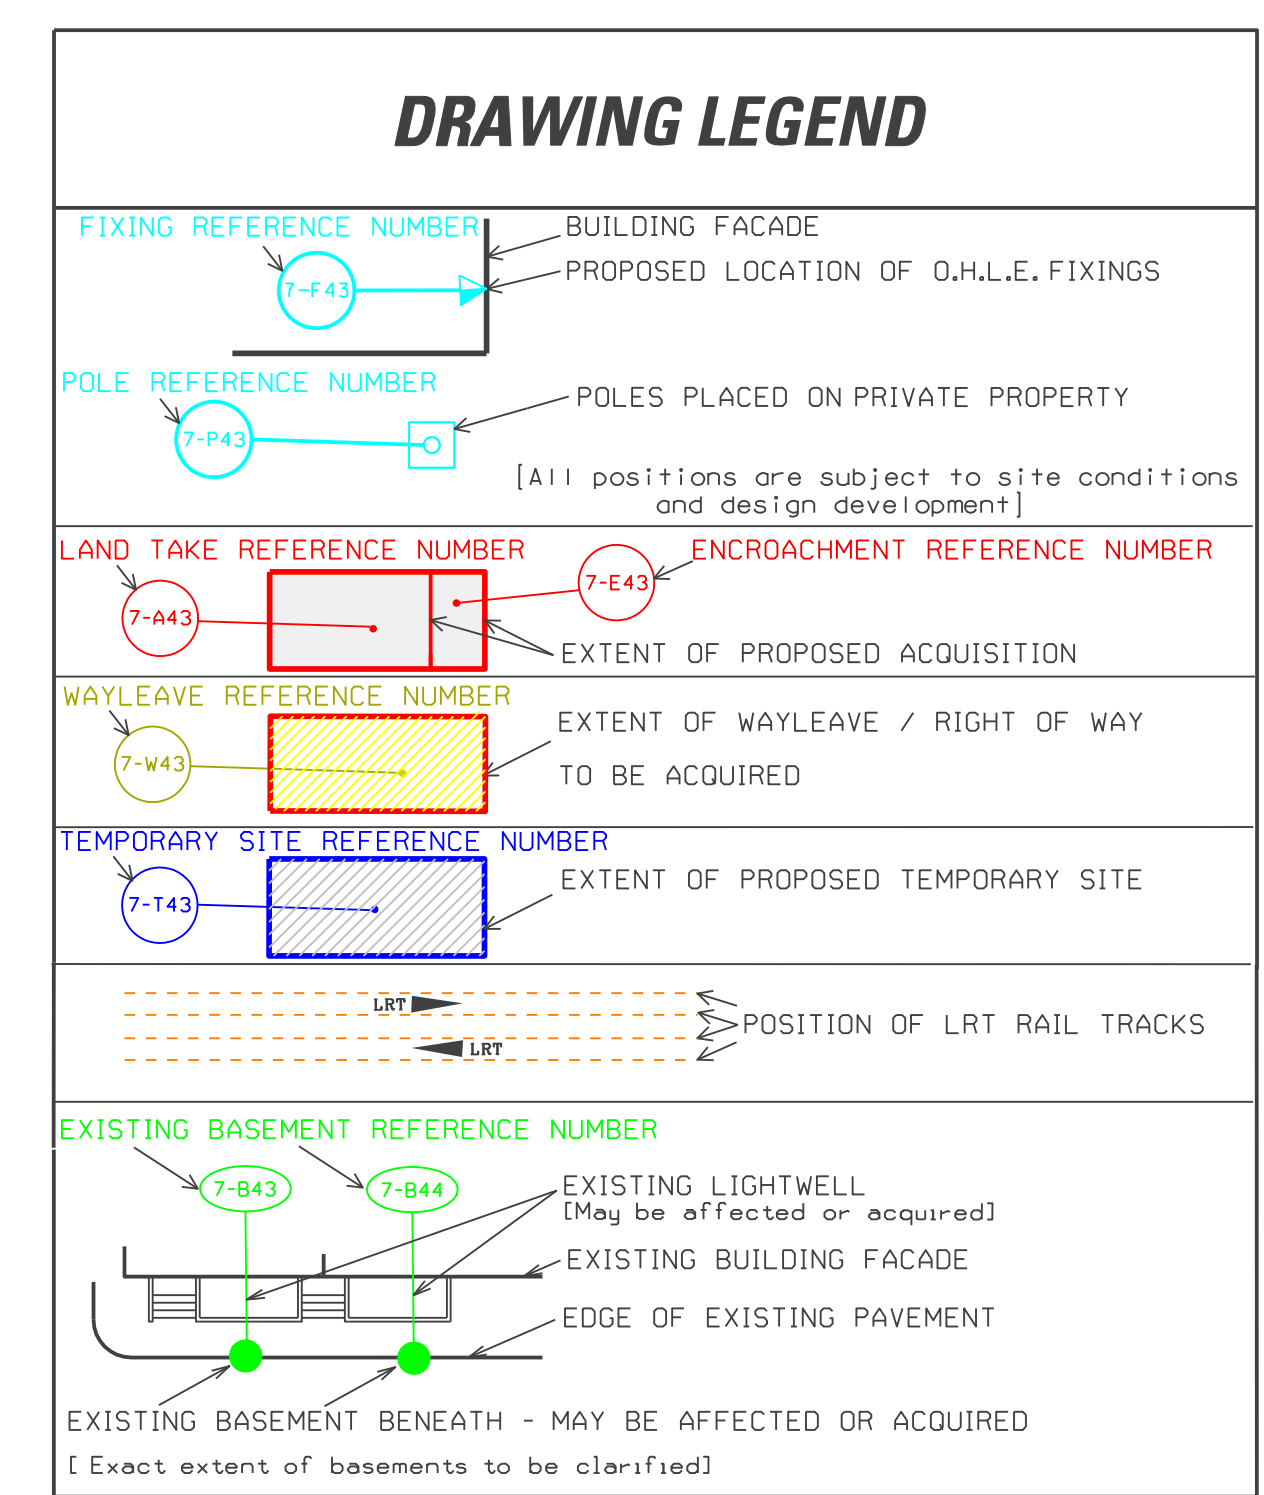 DRAWING LEGEND
FIXING REFERENCE NUMBER
BUILDING FACADE
7-F43
PROPOSED LOCATION OF O.H.L.E. FIXINGS
POLE REFERENCE NUMBER
7-P43
POLES PLACED ON PRIVATE PROPERTY
[All positions are subject to site conditions
and design development]
LAND TAKE REFERENCE NUMBER
ENCROACHMENT REFERENCE NUMBER
7-A43
7-E43
EXTENT OF PROPOSED ACQUISITION
WAYLEAVE REFERENCE NUMBER
7-W43
EXTENT OF WAYLEAVE / RIGHT OF WAY
TO BE ACQUIRED
TEMPORARY SITE REFERENCE NUMBER
7-T43
EXTENT OF PROPOSED TEMPORARY SITE
LRT
LRT
POSITION OF LRT RAIL TRACKS
EXISTING BASEMENT REFERENCE NUMBER
7-B43
7-B44
EXISTING LIGHTWELL
[May be affected or acquired]
EXISTING BUILDING FACADE
EDGE OF EXISTING PAVEMENT
EXISTING BASEMENT BENEATH - MAY BE AFFECTED OR ACQUIRED
[ Exact extent of basements to be clarified]